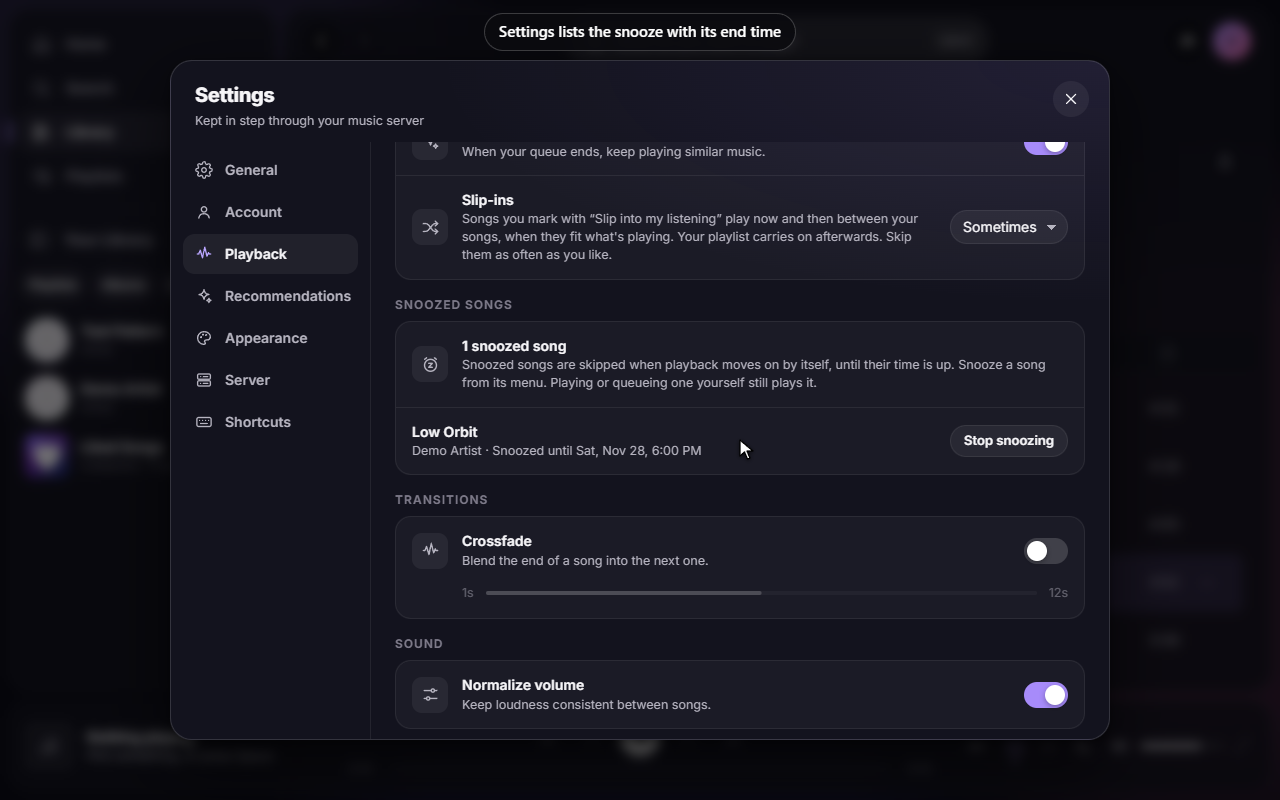 Settings lists the snooze with its end time
Settings
Kept in step through your music server
General
Account
Playback
Recommendations
Appearance
Server
Shortcuts
When your queue ends, keep playing similar music.
Slip-ins
Songs you mark with “Slip into my listening” play now and then between your
songs, when they fit what's playing. Your playlist carries on afterwards. Skip
them as often as you like.
Sometimes
SNOOZED SONGS
1 snoozed song
Snoozed songs are skipped when playback moves on by itself, until their time is up. Snooze a song
from its menu. Playing or queueing one yourself still plays it.
Low Orbit
Demo Artist · Snoozed until Sat, Nov 28, 6:00 PM
Stop snoozing
TRANSITIONS
Crossfade
Blend the end of a song into the next one.
1s
12s
SOUND
Normalize volume
Keep loudness consistent between songs.